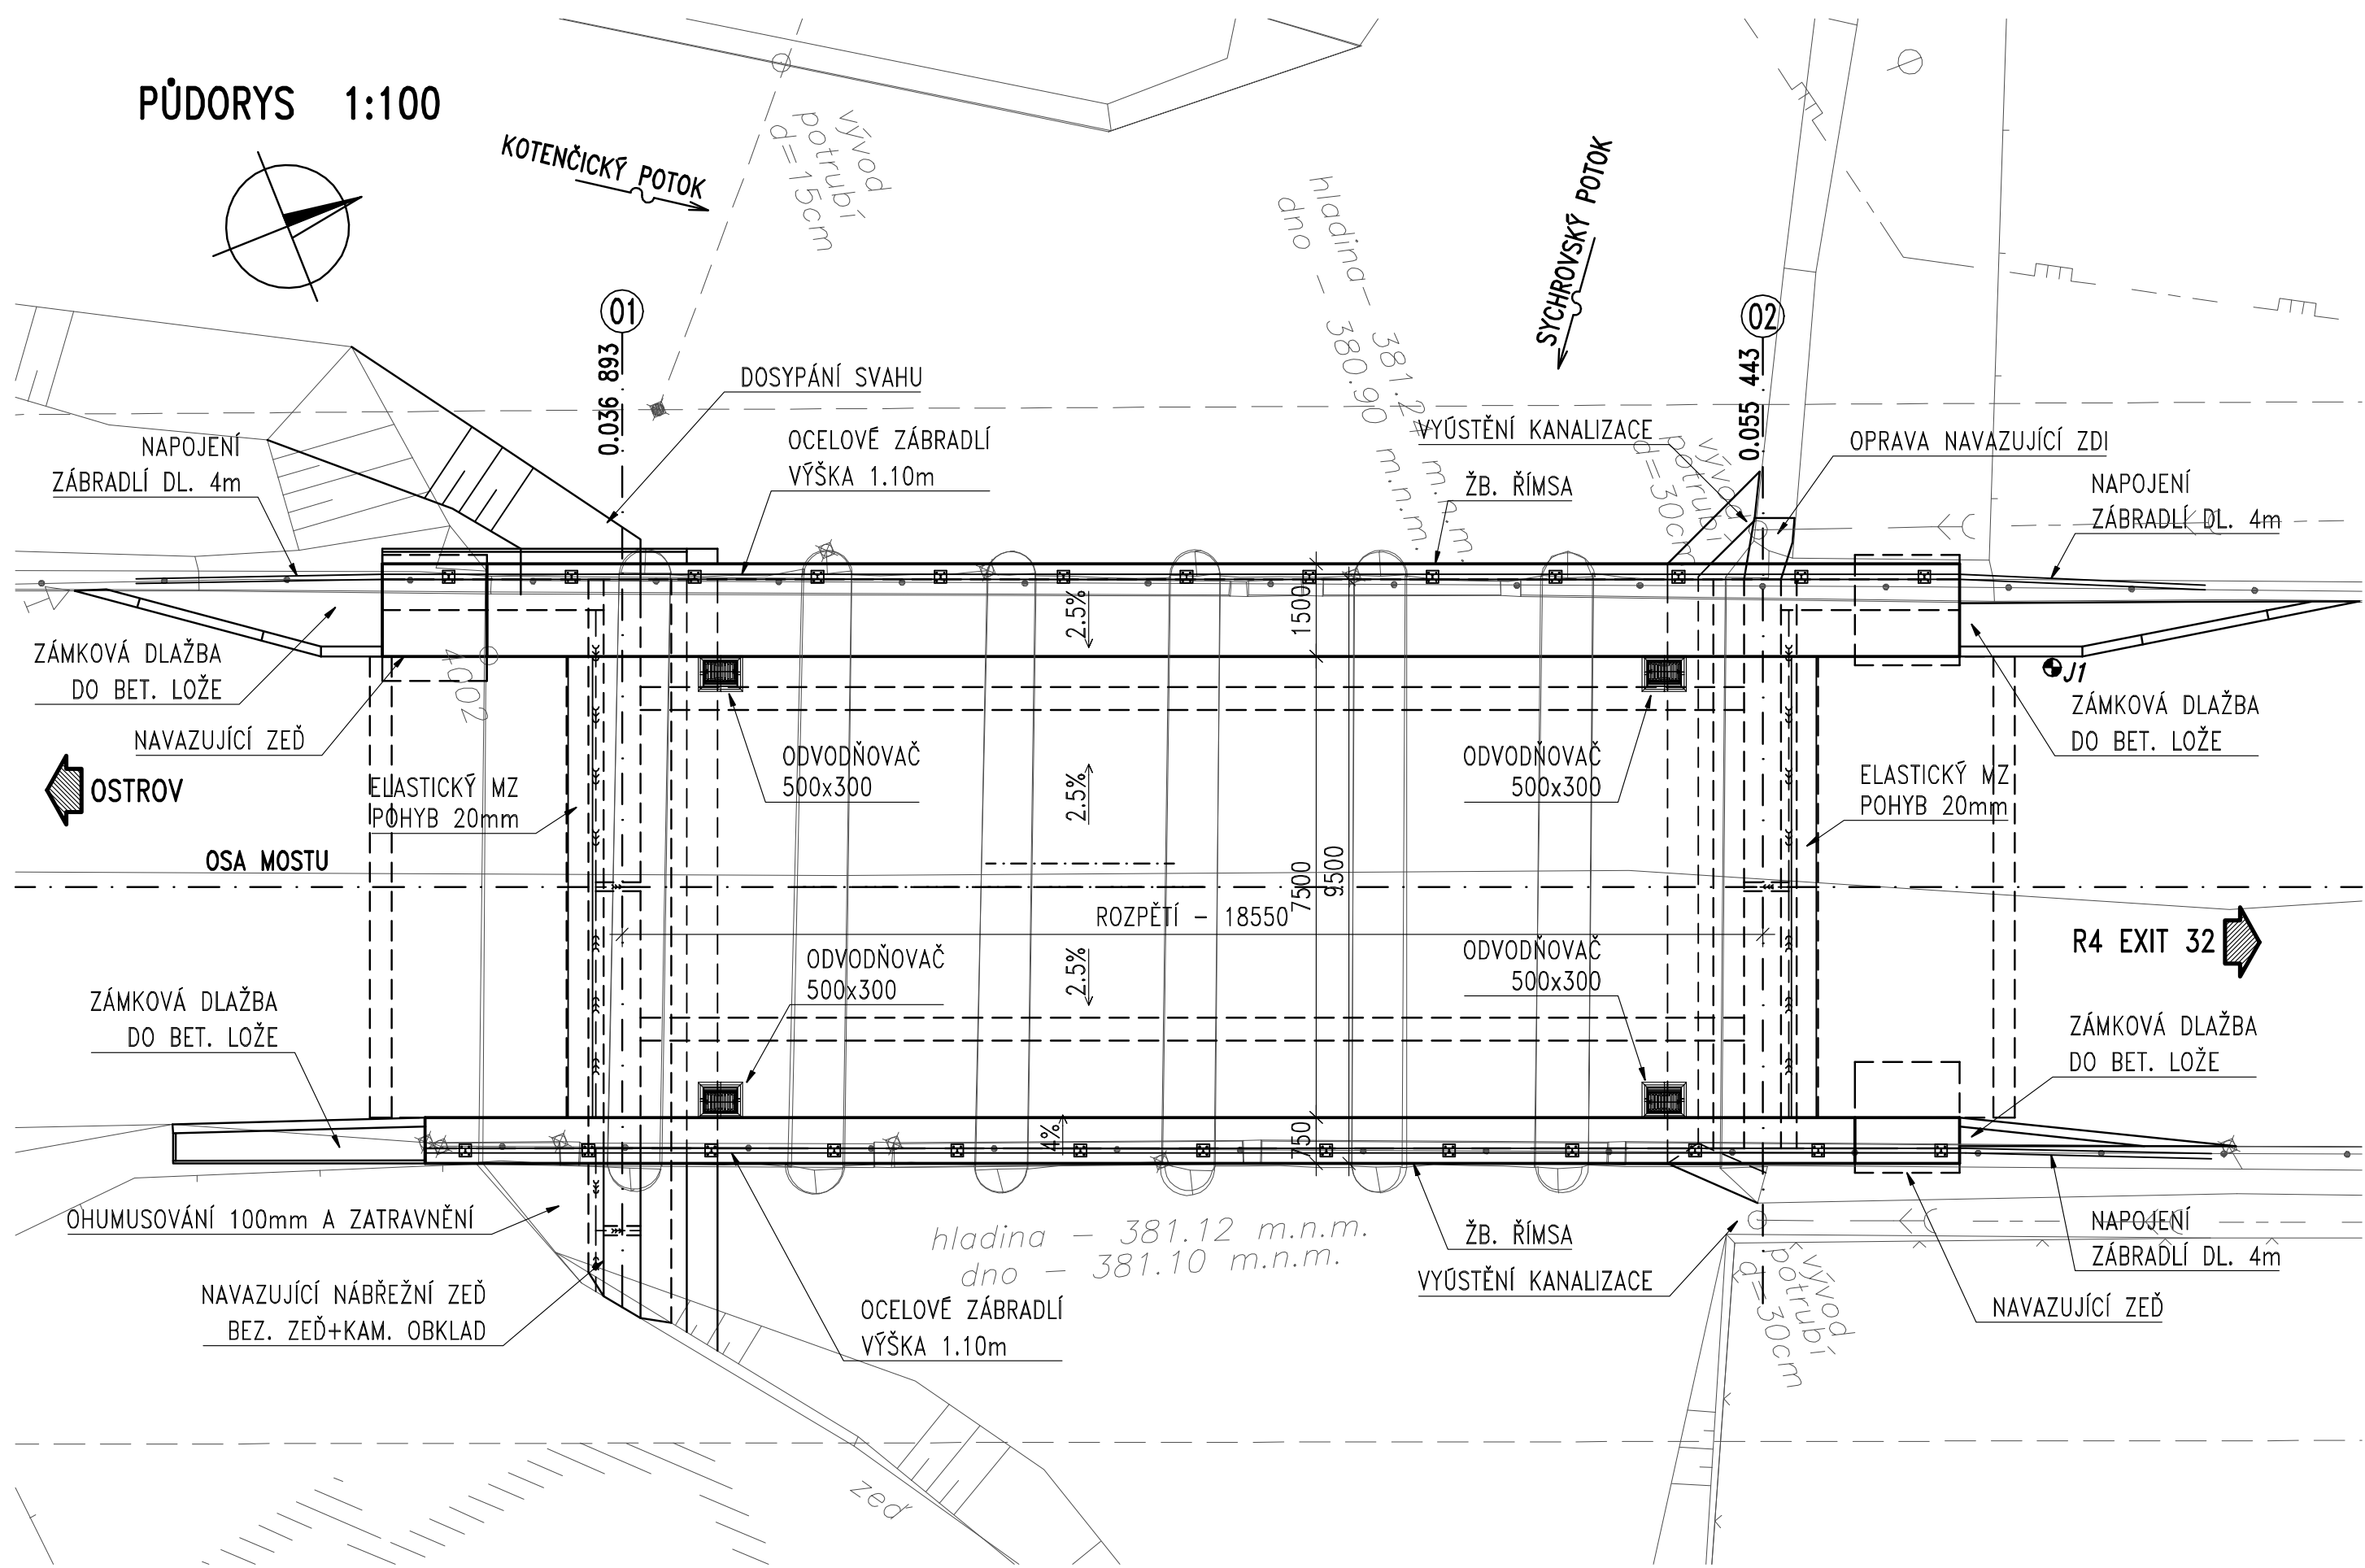 PŮDORYS 1:100
KOTENČICKÝ POTOK
vývod
potrubí
d=15cm
SYCHROVSKÝ POTOK
hladina- 381.24 m.n.m.
dno - 380.90 m.n.m.
01
0.036 893
02
0.055 443
DOSYPÁNÍ SVAHU
OCELOVÉ ZÁBRADLÍ
VÝŠKA 1.10m
NAPOJENÍ
ZÁBRADLÍ DL. 4m
VYÚSTĚNÍ KANALIZACE
vývod
potrubí
d=30cm
OPRAVA NAVAZUJÍCÍ ZDI
ŽB. ŘÍMSA
NAPOJENÍ
ZÁBRADLÍ DL. 4m
2.5%
1500
ZÁMKOVÁ DLAŽBA
DO BET. LOŽE
4002
J1
ZÁMKOVÁ DLAŽBA
DO BET. LOŽE
NAVAZUJÍCÍ ZEĎ
ODVODŇOVAČ
500x300
ODVODŇOVAČ
500x300
2.5%
OSTROV
ELASTICKÝ MZ
POHYB 20mm
ELASTICKÝ MZ
POHYB 20mm
OSA MOSTU
7500
9500
ROZPĚTÍ - 18550
R4 EXIT 32
ODVODŇOVAČ
500x300
ODVODŇOVAČ
500x300
2.5%
ZÁMKOVÁ DLAŽBA
DO BET. LOŽE
ZÁMKOVÁ DLAŽBA
DO BET. LOŽE
4%
750
OHUMUSOVÁNÍ 100mm A ZATRAVNĚNÍ
hladina - 381.12 m.n.m.
dno - 381.10 m.n.m.
ŽB. ŘÍMSA
NAPOJENÍ
ZÁBRADLÍ DL. 4m
VYÚSTĚNÍ KANALIZACE
vývod
potrubí
d=30cm
NAVAZUJÍCÍ NÁBŘEŽNÍ ZEĎ
BEZ. ZEĎ+KAM. OBKLAD
OCELOVÉ ZÁBRADLÍ
VÝŠKA 1.10m
NAVAZUJÍCÍ ZEĎ
zeď